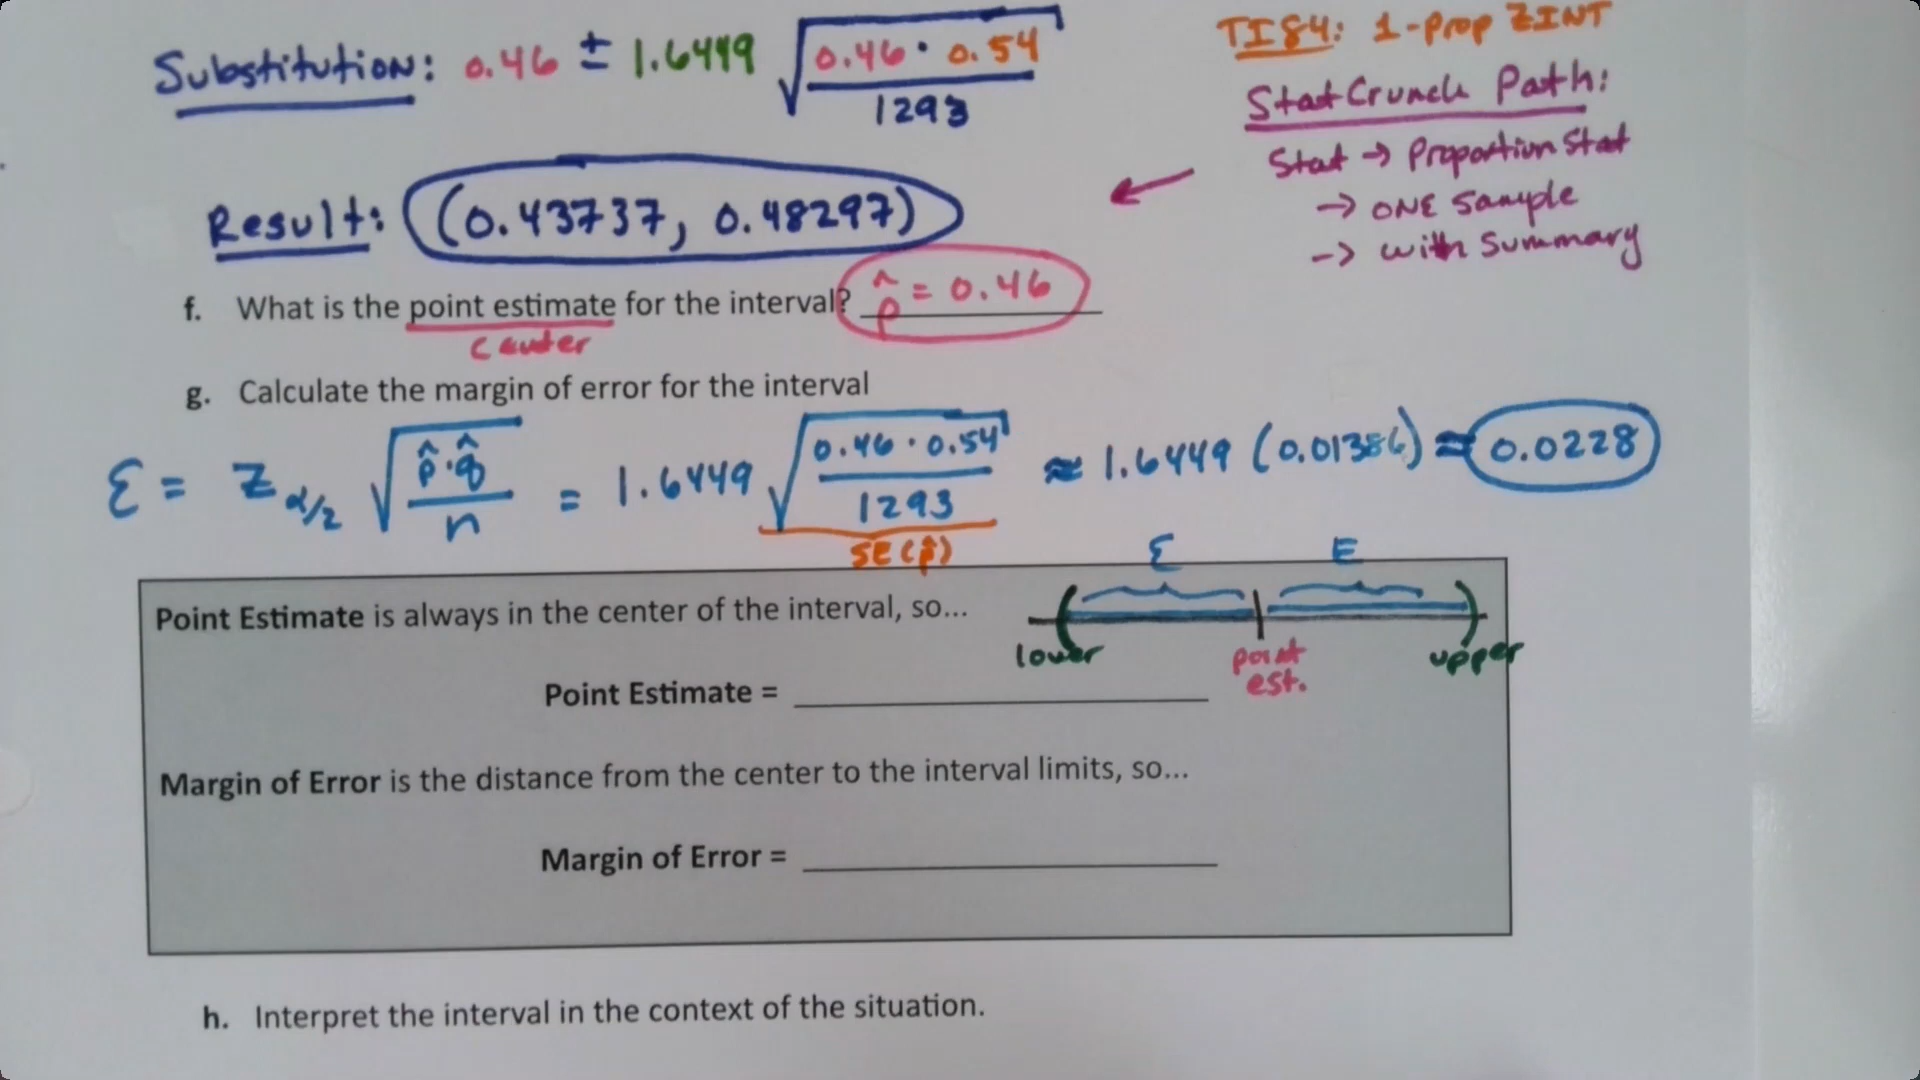 Substitution: 0.46 ± 1.6449 √(0.46 · 0.54 / 1293)
TI84: 1-prop ZINT
StatCrunch Path:
Stat → Proportion Stat
→ ONE Sample
→ with Summary
Result: (0.43737, 0.48297)
f. What is the point estimate for the interval? p̂ = 0.46
center
g. Calculate the margin of error for the interval
ε = Z α/2 √(p̂·q̂ / n) = 1.6449 √(0.46 · 0.54 / 1293) ≈ 1.6449 (0.01386) ≈ 0.0228
SE(p̂)
ε E
Point Estimate is always in the center of the interval, so...
lower point est. upper
Point Estimate =
Margin of Error is the distance from the center to the interval limits, so...
Margin of Error =
h. Interpret the interval in the context of the situation.